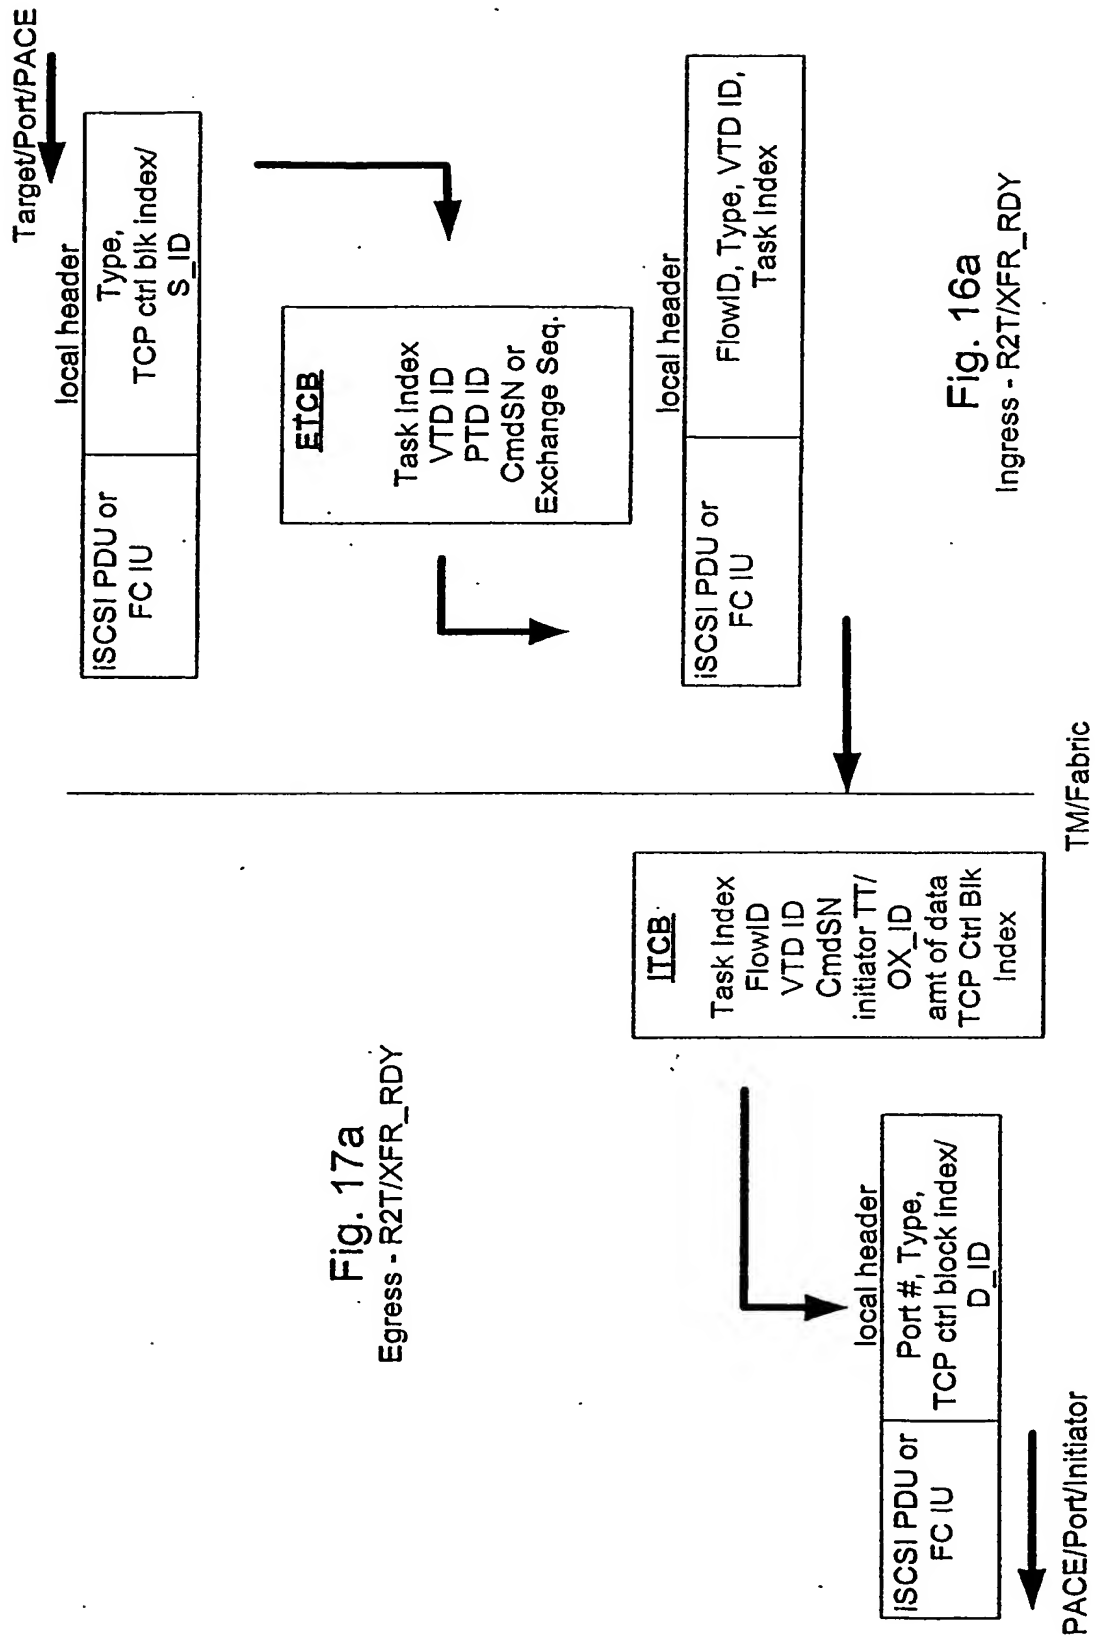 Target/Port/PACE
local header
iSCSI PDU or
FC IU
Type,
TCP ctrl blk index/
S_ID
ETCB
Task Index
VTD ID
PTD ID
CmdSN or
Exchange Seq.
local header
iSCSI PDU or
FC IU
FlowID, Type, VTD ID,
Task Index
Fig. 16a
Ingress - R2T/XFR_RDY
TM/Fabric
Fig. 17a
Egress - R2T/XFR_RDY
ITCB
Task Index
FlowID
VTD ID
CmdSN
initiator TT/
OX_ID
amt of data
TCP Ctrl Blk
Index
local header
iSCSI PDU or
FC IU
Port #, Type,
TCP ctrl block index/
D_ID
PACE/Port/Initiator